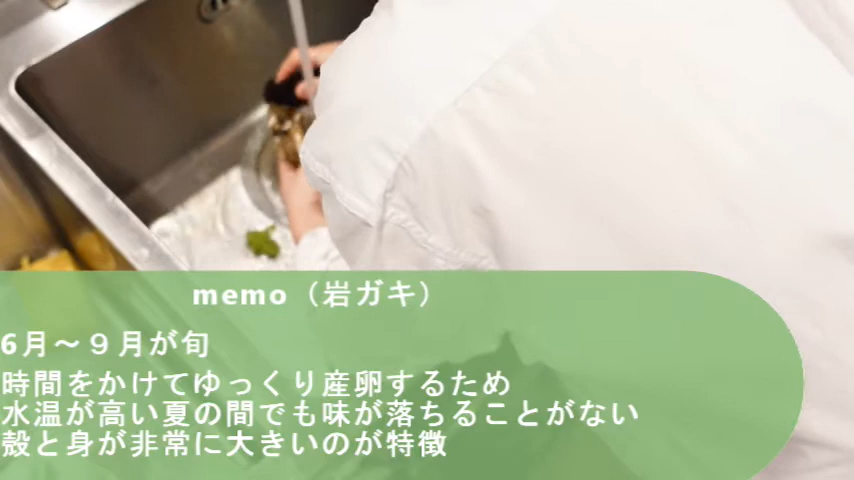 memo（岩ガキ）
6月～９月が旬
時間をかけてゆっくり産卵するため
水温が高い夏の間でも味が落ちることがない
殻と身が非常に大きいのが特徴